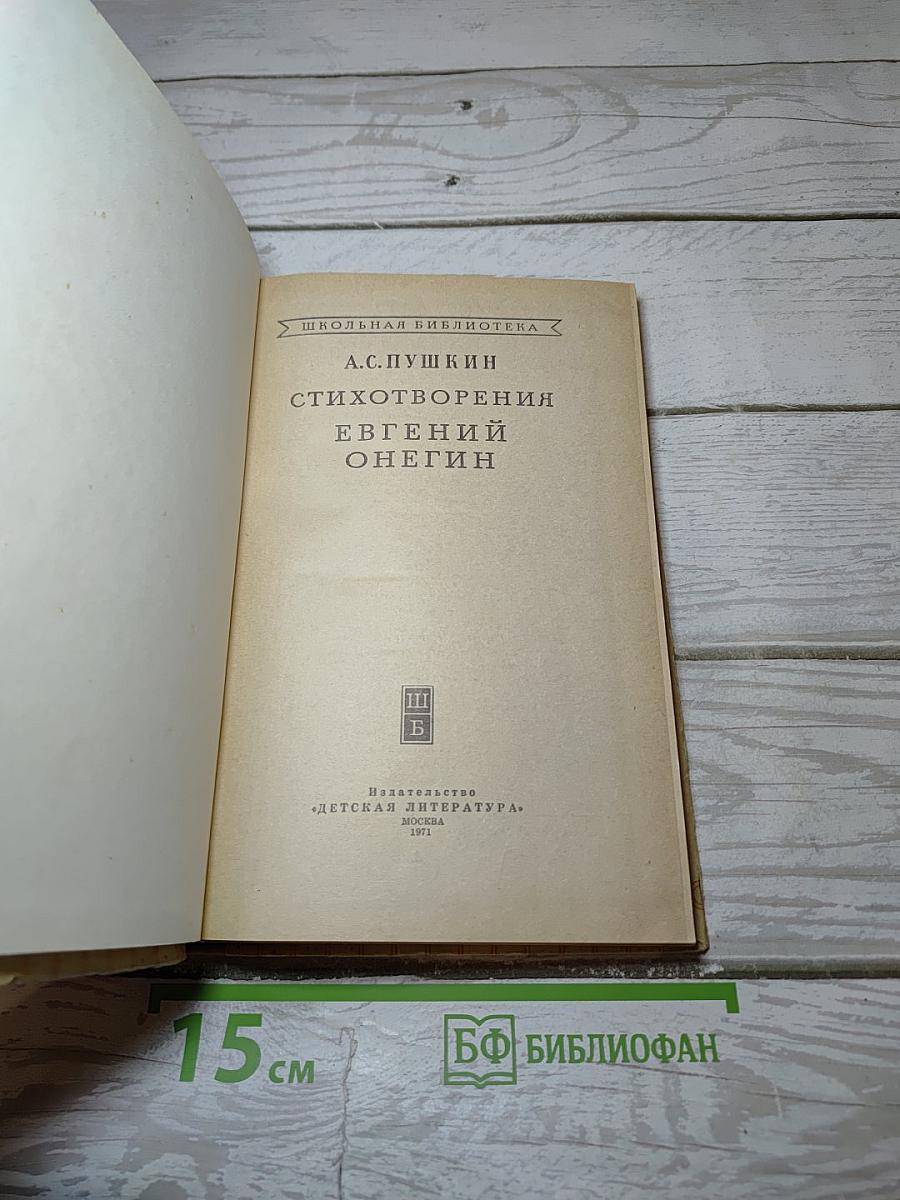 ШКОЛЬНАЯ БИБЛИОТЕКА
А.С.ПУШКИН
СТИХОТВОРЕНИЯ
ЕВГЕНИЙ
ОНЕГИН
Ш
Б
Издательство
«ДЕТСКАЯ ЛИТЕРАТУРА»
МОСКВА
1971
15 см
БФ БИБЛИОФАН